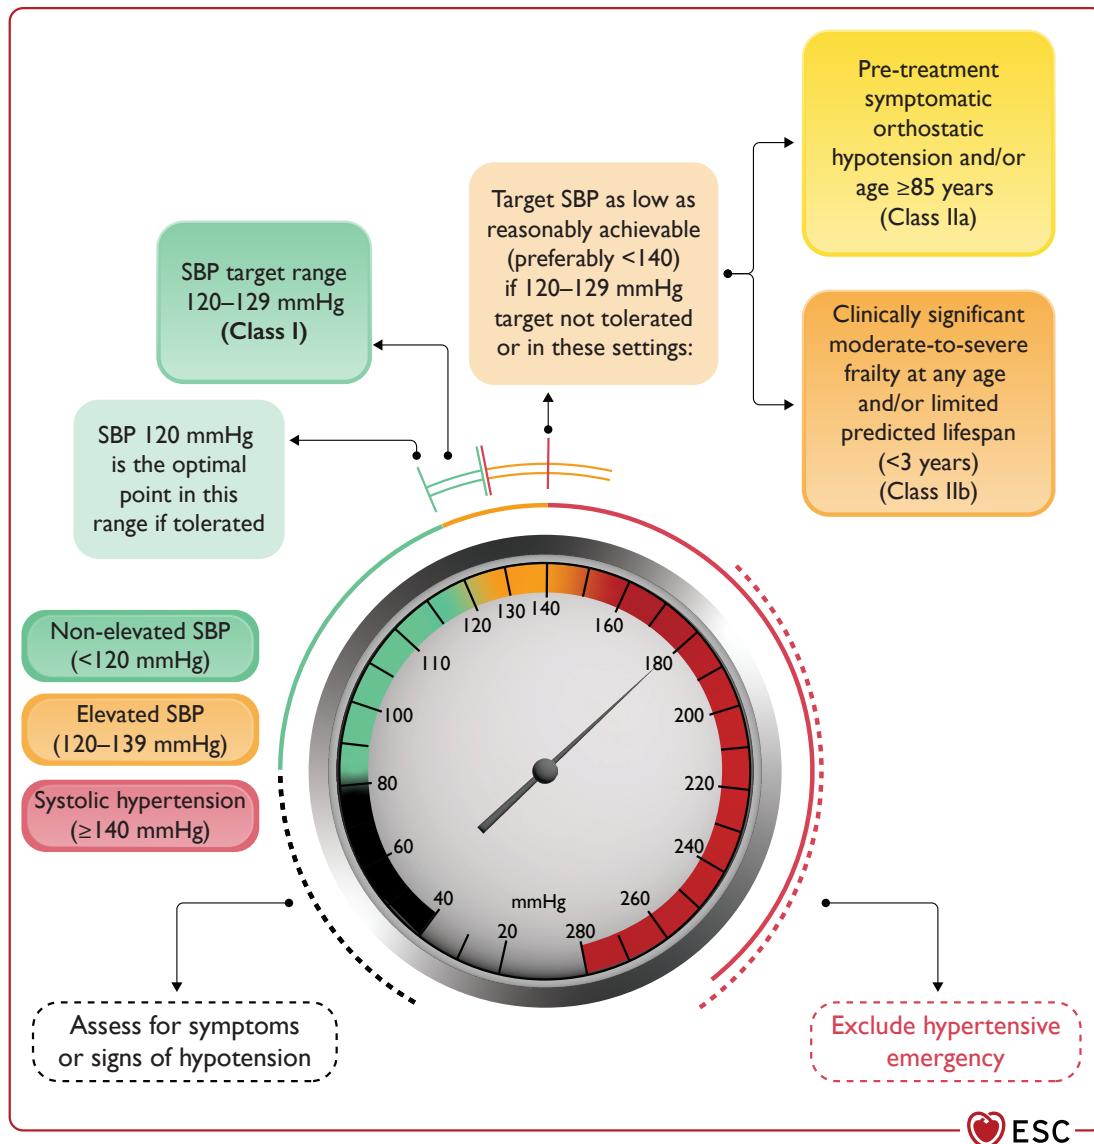 Pre-treatment
symptomatic
orthostatic
hypotension and/or
age ≥85 years
(Class IIa)
Target SBP as low as
reasonably achievable
(preferably <140)
if 120–129 mmHg
target not tolerated
or in these settings:
SBP target range
120–129 mmHg
(Class I)
Clinically significant
moderate-to-severe
frailty at any age
and/or limited
predicted lifespan
(<3 years)
(Class IIb)
SBP 120 mmHg
is the optimal
point in this
range if tolerated
Non-elevated SBP
(<120 mmHg)
Elevated SBP
(120–139 mmHg)
Systolic hypertension
(≥140 mmHg)
20
40
60
80
100
110
120
130
140
160
180
200
220
240
260
280
mmHg
Assess for symptoms
or signs of hypotension
Exclude hypertensive
emergency
ESC